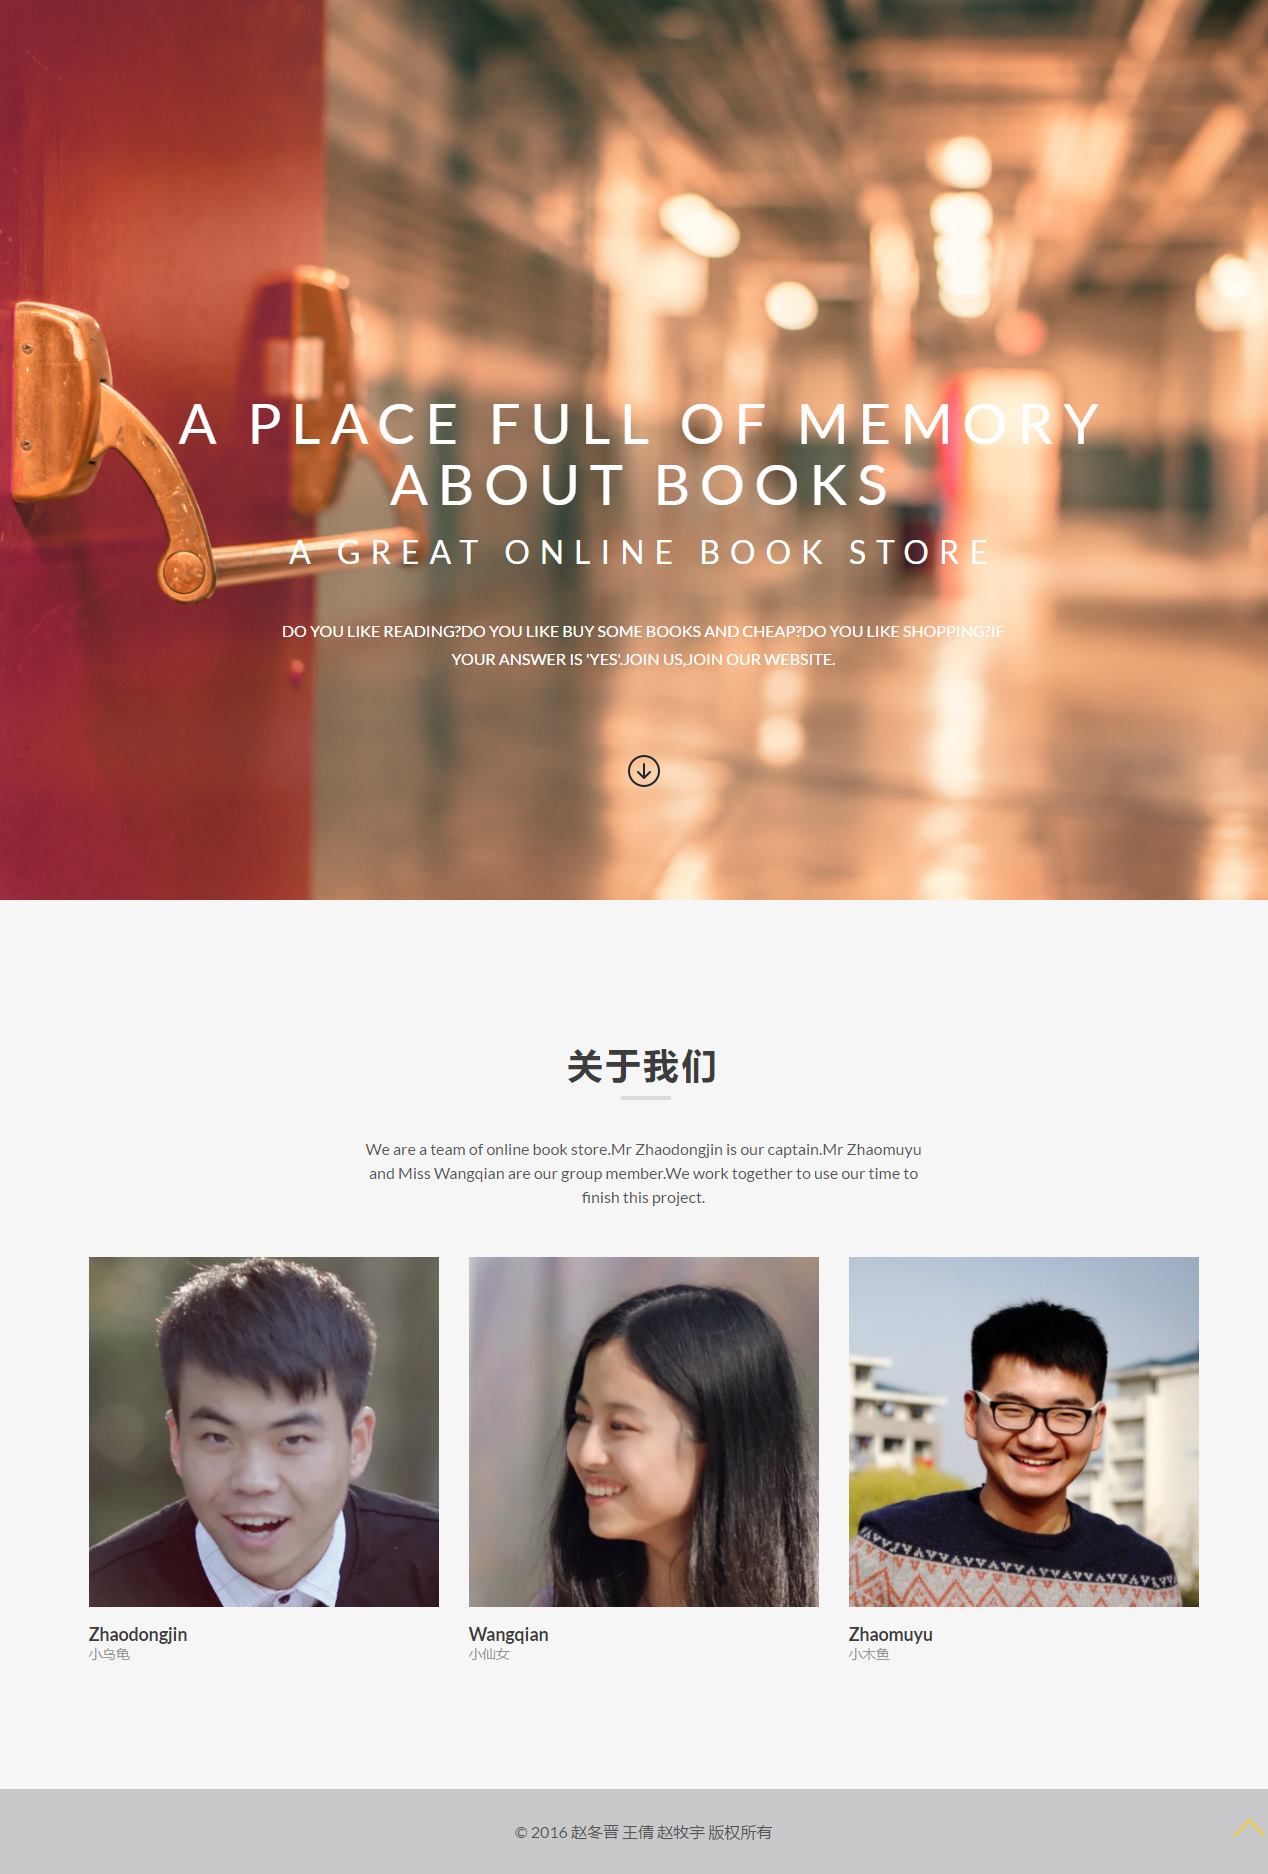 A PLACE FULL OF MEMORY
ABOUT BOOKS
A GREAT ONLINE BOOK STORE
DO YOU LIKE READING?DO YOU LIKE BUY SOME BOOKS AND CHEAP?DO YOU LIKE SHOPPING?IF
YOUR ANSWER IS 'YES'.JOIN US,JOIN OUR WEBSITE.
关于我们
We are a team of online book store.Mr Zhaodongjin is our captain.Mr Zhaomuyu
and Miss Wangqian are our group member.We work together to use our time to
finish this project.
Zhaodongjin
小乌龟
Wangqian
小仙女
Zhaomuyu
小木鱼
© 2016 赵冬晋 王倩 赵牧宇 版权所有